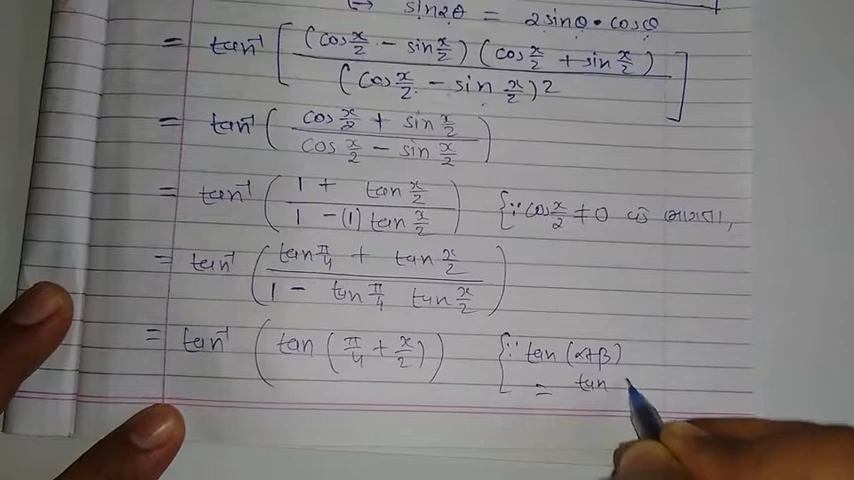 ↦ sin2θ = 2sinθ•cosθ
= tan⁻¹ [ (cos x/2 - sin x/2) (cos x/2 + sin x/2) / (cos x/2 - sin x/2)2 ]
= tan⁻¹ ( cos x/2 + sin x/2 / cos x/2 - sin x/2 )
= tan⁻¹ ( 1 + tan x/2 / 1 - (1) tan x/2 ) {∵ cos x/2 ≠ 0
= tan⁻¹ ( tan π/4 + tan x/2 / 1 - tan π/4 tan x/2 )
= tan⁻¹ ( tan ( π/4 + x/2 ) ) {∵ tan (α+β)
= tan